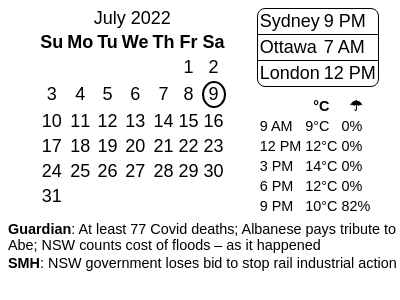 July 2022
Su Mo Tu We Th Fr Sa
1 2
3 4 5 6 7 8 9
10 11 12 13 14 15 16
17 18 19 20 21 22 23
24 25 26 27 28 29 30
31
Sydney 9 PM
Ottawa 7 AM
London 12 PM
°C ☂
9 AM 9°C 0%
12 PM 12°C 0%
3 PM 14°C 0%
6 PM 12°C 0%
9 PM 10°C 82%
Guardian: At least 77 Covid deaths; Albanese pays tribute to
Abe; NSW counts cost of floods – as it happened
SMH: NSW government loses bid to stop rail industrial action